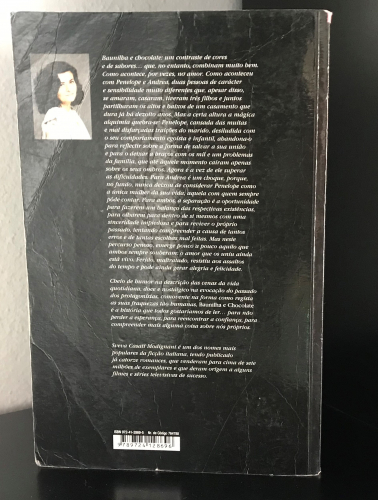 Baunilha e chocolate: um contraste de cores
e de sabores... que, no entanto, combinam muito bem.
Como acontece, por vezes, no amor. Como aconteceu
com Penelope e Andrea, duas pessoas de carácter
e sensibilidade muito diferentes que, apesar disso,
se amaram, casaram, tiveram três filhos e juntos
partilharam os altos e baixos de um casamento que
dura já há dezoito anos. Mas a certa altura a mágica
alquimia quebra-se: Penelope, cansada das muitas
e mal disfarçadas traições do marido, desiludida com
o seu comportamento egoísta e infantil, abandona-o
para reflectir sobre a forma de salvar a sua união
e para o deixar a braços com os mil e um problemas
da família, que até àquele momento caíram apenas
sobre os seus ombros. Agora é a vez de ele superar
as dificuldades. Para Andrea é um choque, porque,
no fundo, nunca deixou de considerar Penelope como
a única mulher da sua vida, aquela com quem sempre
pôde contar. Para ambos, a separação é a oportunidade
para fazerem um balanço das respectivas existências,
para olharem para dentro de si mesmos com uma
sinceridade impiedosa e para reviver o próprio
passado, tentando compreender a causa de tantos
erros e de tantas escolhas mal feitas. Mas neste
percurso penoso, emerge pouco a pouco aquilo que
ambos sempre souberam: o amor que os unia ainda
está vivo. Ferido, maltratado, resistiu aos assaltos
do tempo e pode ainda gerar alegria e felicidade.
Cheio de humor na descrição das cenas da vida
quotidiana, doce e nostálgico na evocação do passado
dos protagonistas, comovente na forma como regista
as suas fraquezas tão humanas, Baunilha e Chocolate
é a história que todos gostaríamos de ler... para não
perder a esperança, para reencontrar a confiança, para
compreender mais alguma coisa sobre nós próprios.
Sveva Casati Modignani é um dos nomes mais
populares da ficção italiana, tendo publicado
já catorze romances, que venderam para cima de sete
milhões de exemplares e que deram origem a alguns
filmes e séries televisivas de sucesso.
ISBN 972-41-2869-5 Nr. de Código
9789724128696